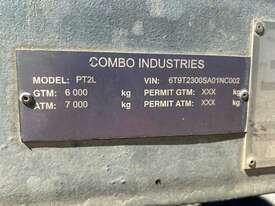 COMBO INDUSTRIES
MODEL: PT2L VIN: 6T9T2300SA01NC002
GTM: 6 000 kg PERMIT GTM: XXX kg
ATM: 7 000 kg PERMIT ATM: XXX kg